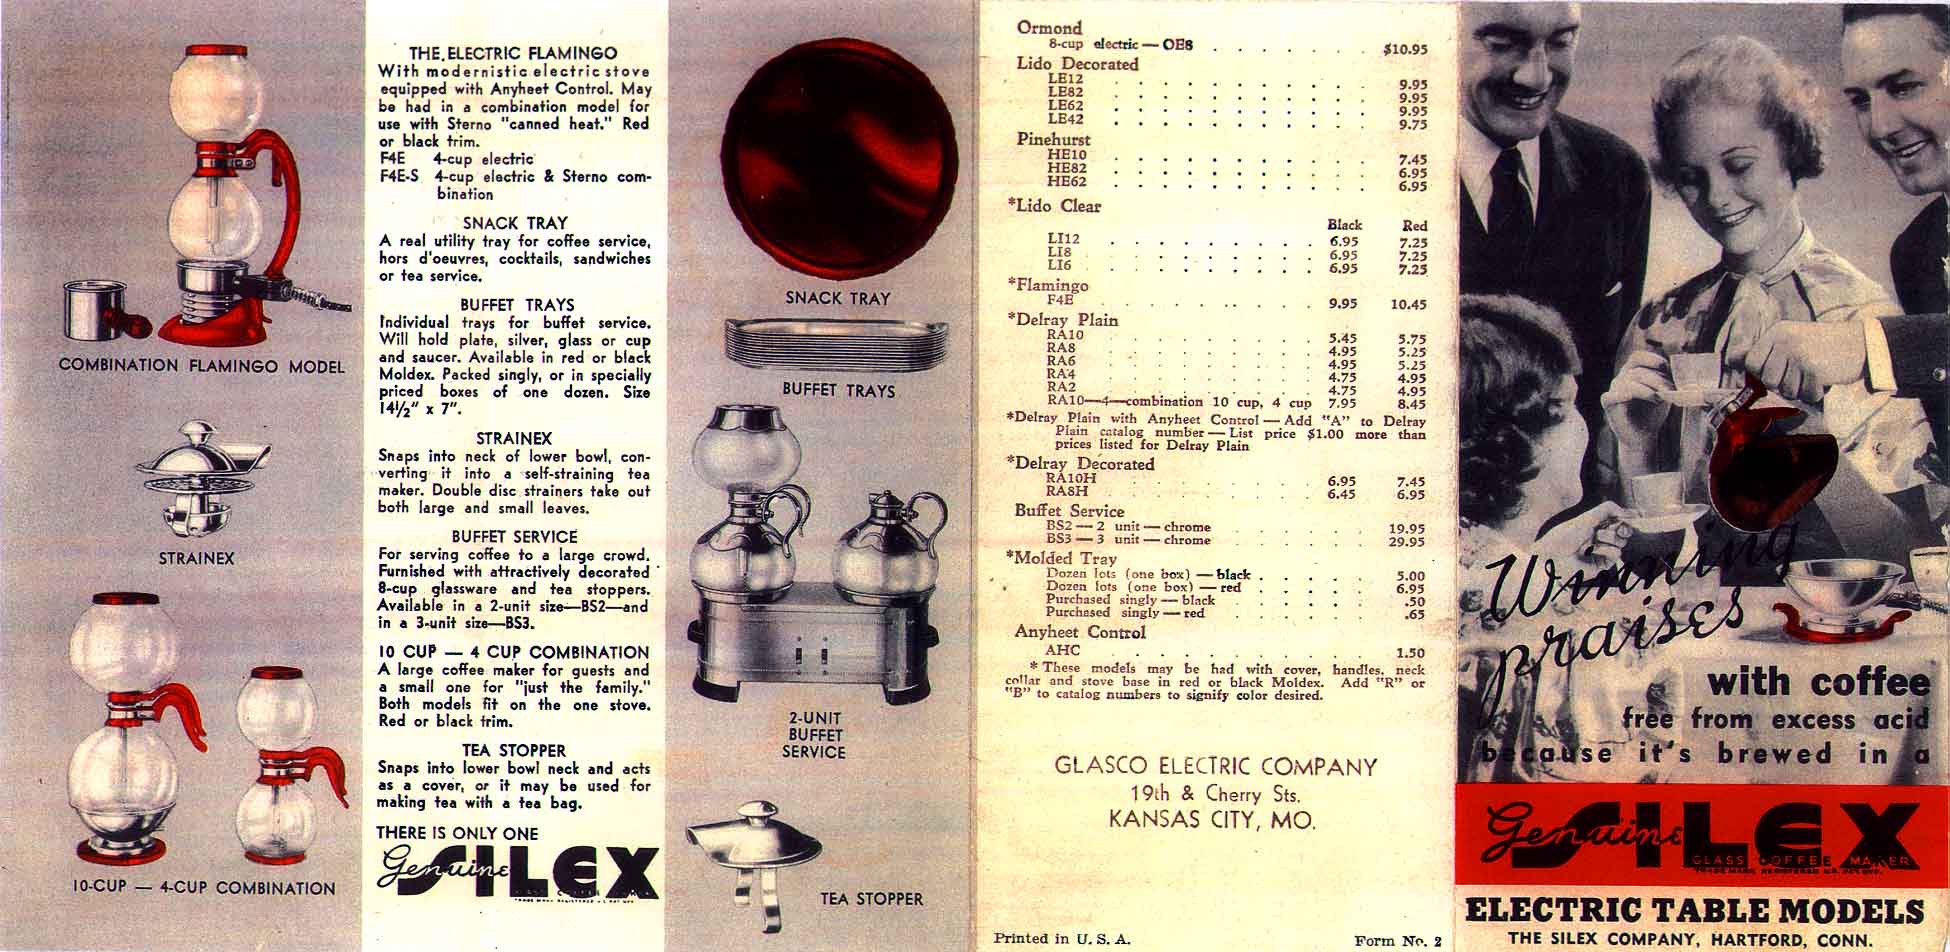 COMBINATION FLAMINGO MODEL
STRAINEX
10-CUP — 4-CUP COMBINATION
THE ELECTRIC FLAMINGO
With modernistic electric stove
equipped with Anyheet Control. May
be had in a combination model for
use with Sterno "canned heat." Red
or black trim.
F4E 4-cup electric
F4E-S 4-cup electric & Sterno com-
bination
SNACK TRAY
A real utility tray for coffee service,
hors d'oeuvres, cocktails, sandwiches
or tea service.
BUFFET TRAYS
Individual trays for buffet service.
Will hold plate, silver, glass or cup
and saucer. Available in red or black
Moldex. Packed singly, or in specially
priced boxes of one dozen. Size
14½" x 7".
STRAINEX
Snaps into neck of lower bowl, con-
verting it into a self-straining tea
maker. Double disc strainers take out
both large and small leaves.
BUFFET SERVICE
For serving coffee to a large crowd.
Furnished with attractively decorated
8-cup glassware and tea stoppers.
Available in a 2-unit size—BS2—and
in a 3-unit size—BS3.
10 CUP — 4 CUP COMBINATION
A large coffee maker for guests and
a small one for "just the family."
Both models fit on the one stove.
Red or black trim.
TEA STOPPER
Snaps into lower bowl neck and acts
as a cover, or it may be used for
making tea with a tea bag.
THERE IS ONLY ONE
Genuine SILEX
SNACK TRAY
BUFFET TRAYS
2-UNIT
BUFFET
SERVICE
TEA STOPPER
Ormond
8-cup electric — OE8 . . . . . . $10.95
Lido Decorated
LE12 . . . . . . . . . . 9.95
LE82 . . . . . . . . . . 9.95
LE62 . . . . . . . . . . 9.95
LE42 . . . . . . . . . . 9.75
Pinehurst
HE10 . . . . . . . . . . 7.45
HE82 . . . . . . . . . . 6.95
HE62 . . . . . . . . . . 6.95
*Lido Clear
Black Red
LI12 . . . . . . . . . 6.95 7.25
LI8 . . . . . . . . . 6.95 7.25
LI6 . . . . . . . . . 6.95 7.25
*Flamingo
F4E . . . . . . . . . 9.95 10.45
*Delray Plain
RA10 . . . . . . . . . 5.45 5.75
RA8 . . . . . . . . . 4.95 5.25
RA6 . . . . . . . . . 4.95 5.25
RA4 . . . . . . . . . 4.75 4.95
RA2 . . . . . . . . . 4.75 4.95
RA10—4—combination 10 cup, 4 cup 7.95 8.45
*Delray Plain with Anyheet Control — Add "A" to Delray
Plain catalog number — List price $1.00 more than
prices listed for Delray Plain
*Delray Decorated
RA10H . . . . . . . . 6.95 7.45
RA8H . . . . . . . . 6.45 6.95
Buffet Service
BS2 — 2 unit — chrome . . . . . . 19.95
BS3 — 3 unit — chrome . . . . . . 29.95
*Molded Tray
Dozen lots (one box) — black . . . . . 5.00
Dozen lots (one box) — red . . . . . 6.95
Purchased singly — black . . . . . . .50
Purchased singly — red . . . . . . .65
Anyheet Control
AHC . . . . . . . . . . 1.50
* These models may be had with cover, handles, neck
collar and stove base in red or black Moldex. Add "R" or
"B" to catalog numbers to signify color desired.
GLASCO ELECTRIC COMPANY
19th & Cherry Sts.
KANSAS CITY, MO.
Printed in U. S. A. Form No. 2
Winning
praises
with coffee
free from excess acid
because it's brewed in a
Genuine SILEX
GLASS COFFEE MAKER
TRADE MARK REGISTERED U.S. PAT. OFF.
ELECTRIC TABLE MODELS
THE SILEX COMPANY, HARTFORD, CONN.